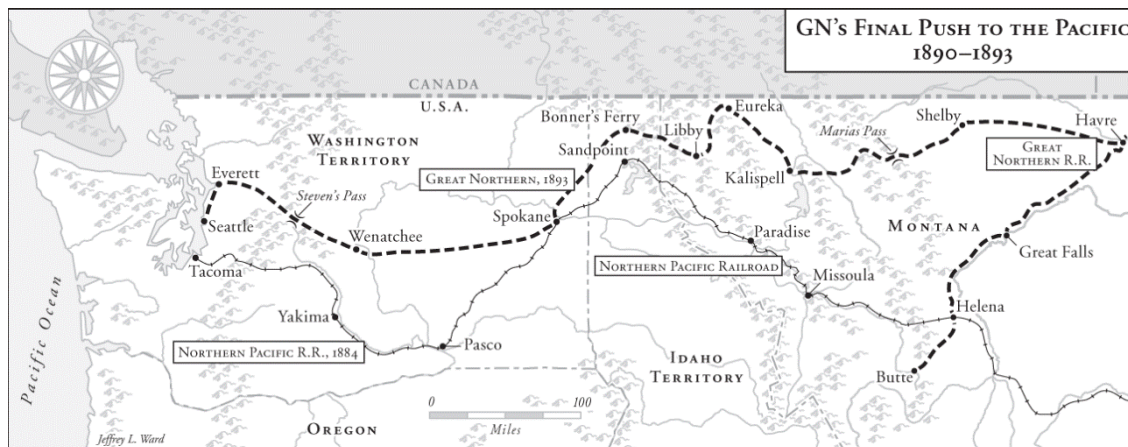 GN's Final Push to the Pacific
1890–1893
CANADA
U.S.A.
Washington
Territory
Everett
Seattle
Steven's Pass
Wenatchee
Great Northern, 1893
Spokane
Bonner's Ferry
Sandpoint
Libby
Eureka
Kalispell
Marias Pass
Shelby
Havre
Great
Northern R.R.
Montana
Great Falls
Paradise
Northern Pacific Railroad
Missoula
Helena
Butte
Tacoma
Yakima
Northern Pacific R.R., 1884
Pasco
Idaho
Territory
Pacific Ocean
Oregon
0 100
Miles
Jeffrey L. Ward